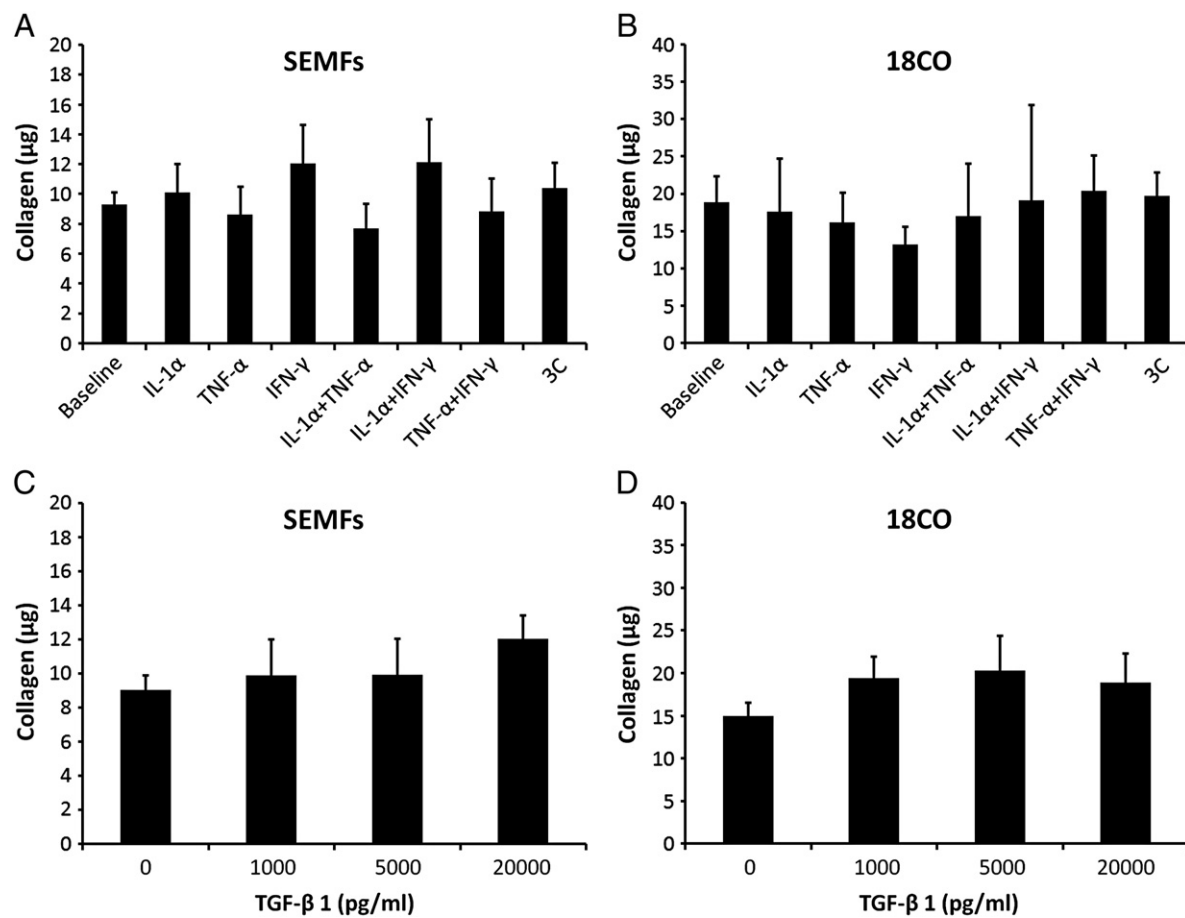 A
SEMFs
Collagen (µg)
20
18
16
14
12
10
8
6
4
2
0
Baseline
IL-1α
TNF-α
IFN-γ
IL-1α+TNF-α
IL-1α+IFN-γ
TNF-α+IFN-γ
3C
B
18CO
Collagen (µg)
40
35
30
25
20
15
10
5
0
Baseline
IL-1α
TNF-α
IFN-γ
IL-1α+TNF-α
IL-1α+IFN-γ
TNF-α+IFN-γ
3C
C
SEMFs
Collagen (µg)
20
18
16
14
12
10
8
6
4
2
0
0 1000 5000 20000
TGF-β 1 (pg/ml)
D
18CO
Collagen (µg)
40
35
30
25
20
15
10
5
0
0 1000 5000 20000
TGF-β 1 (pg/ml)